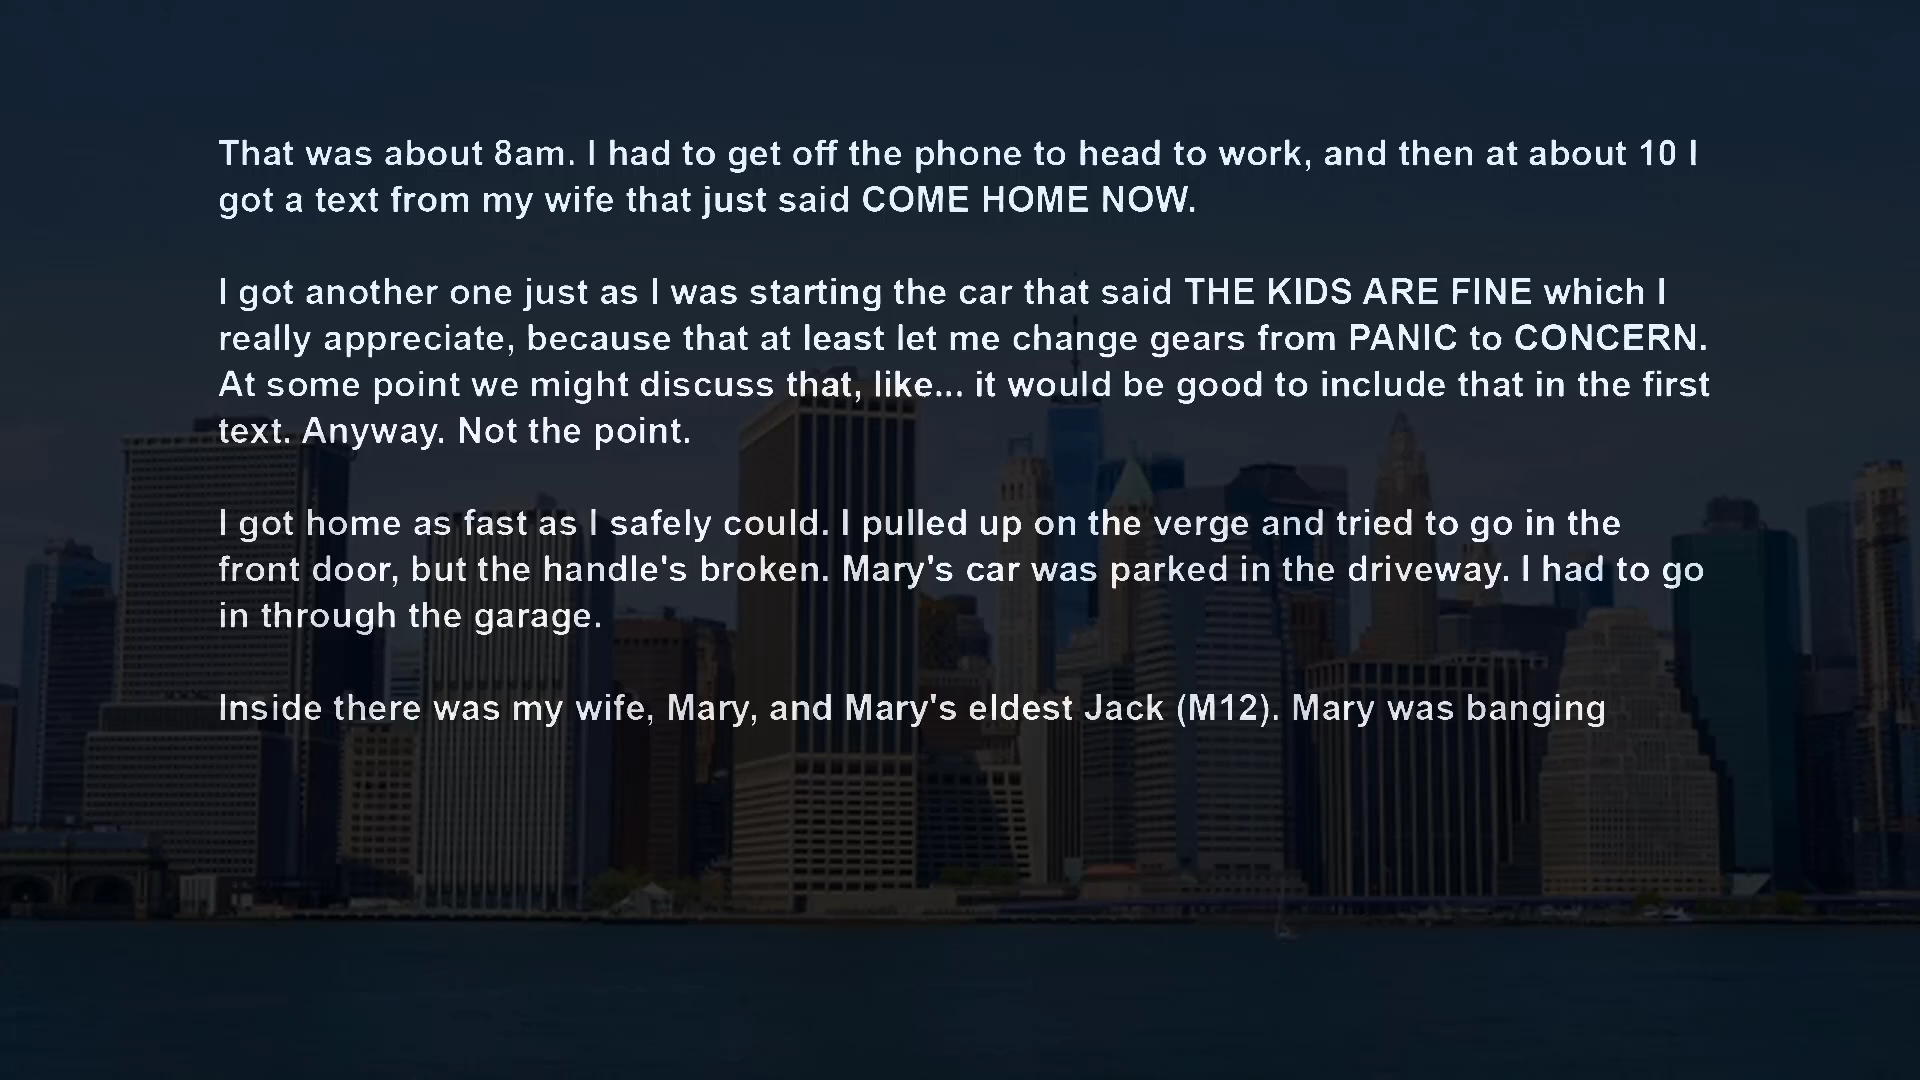 That was about 8am. I had to get off the phone to head to work, and then at about 10 I
got a text from my wife that just said COME HOME NOW.
I got another one just as I was starting the car that said THE KIDS ARE FINE which I
really appreciate, because that at least let me change gears from PANIC to CONCERN.
At some point we might discuss that, like... it would be good to include that in the first
text. Anyway. Not the point.
I got home as fast as I safely could. I pulled up on the verge and tried to go in the
front door, but the handle's broken. Mary's car was parked in the driveway. I had to go
in through the garage.
Inside there was my wife, Mary, and Mary's eldest Jack (M12). Mary was banging